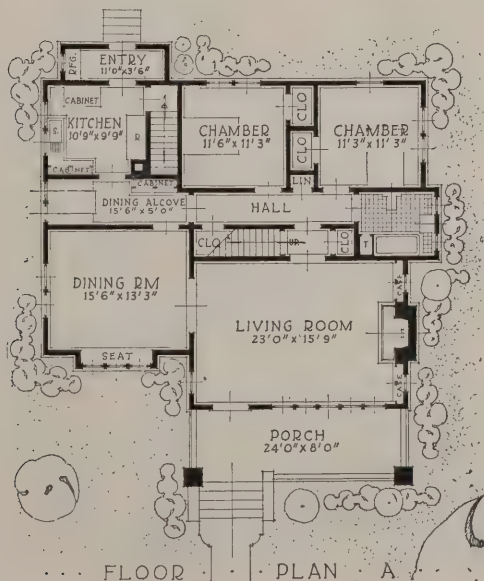 ENTRY
11'0"X3'6"
RFG.
CABINET
KITCHEN
10'9"X9'9"
S
R
CABINET
CABINET
CHAMBER
11'6"X11'3"
CLO
CLO
CHAMBER
11'3"X11'3"
LIN
DINING ALCOVE
15'6"X5'0"
HALL
CLO
UP
CLO
T
DINING RM
15'6"X13'3"
SEAT
LIVING ROOM
23'0"X15'9"
CASE
CASE
PORCH
24'0"X8'0"
FLOOR PLAN A